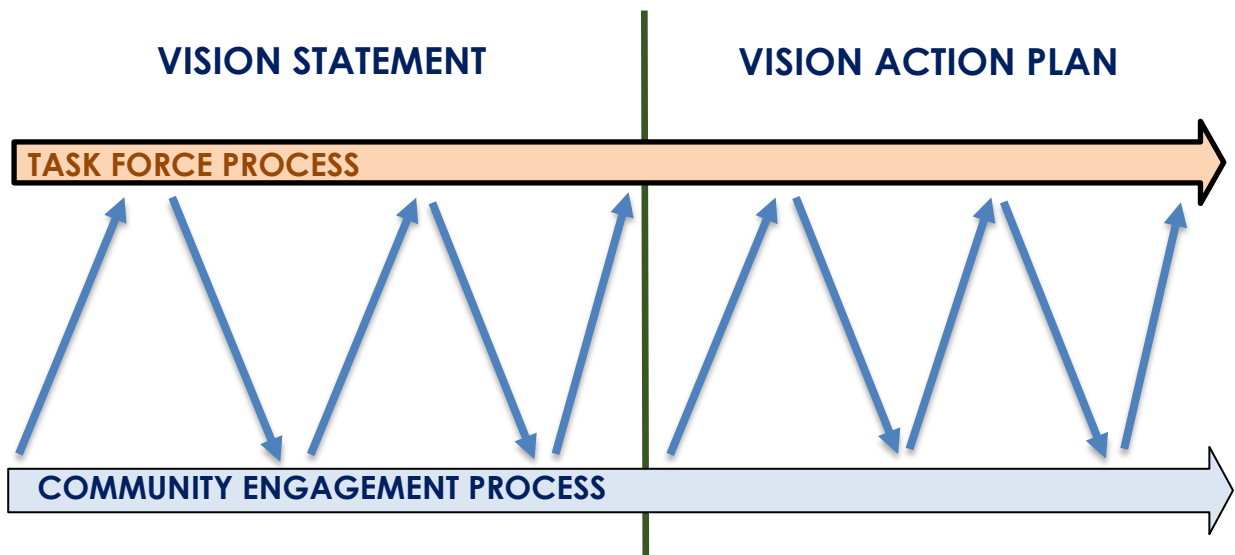 VISION STATEMENT
VISION ACTION PLAN
TASK FORCE PROCESS
COMMUNITY ENGAGEMENT PROCESS